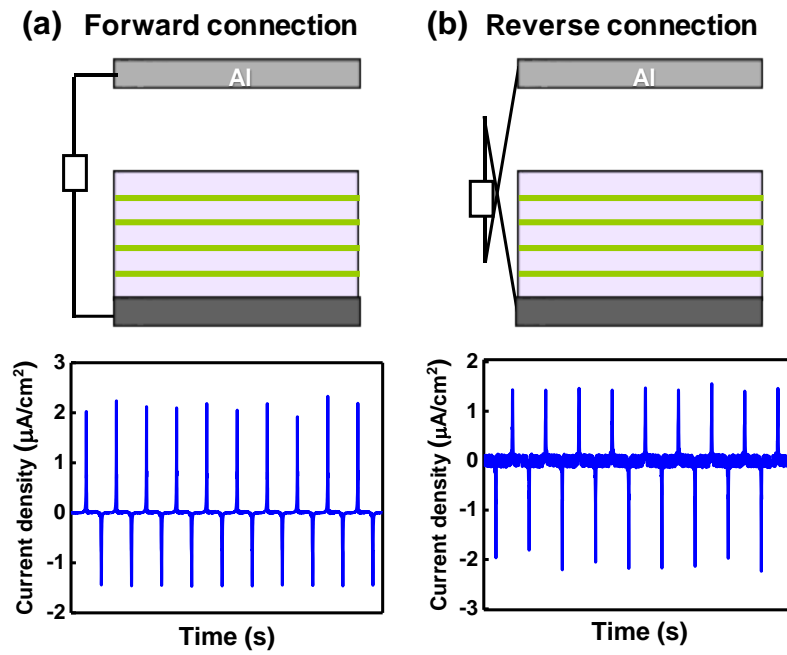 (a) Forward connection
Al
3
2
1
0
-1
-2
Current density (μA/cm²)
Time (s)
(b) Reverse connection
Al
2
1
0
-1
-2
-3
Current density (μA/cm²)
Time (s)